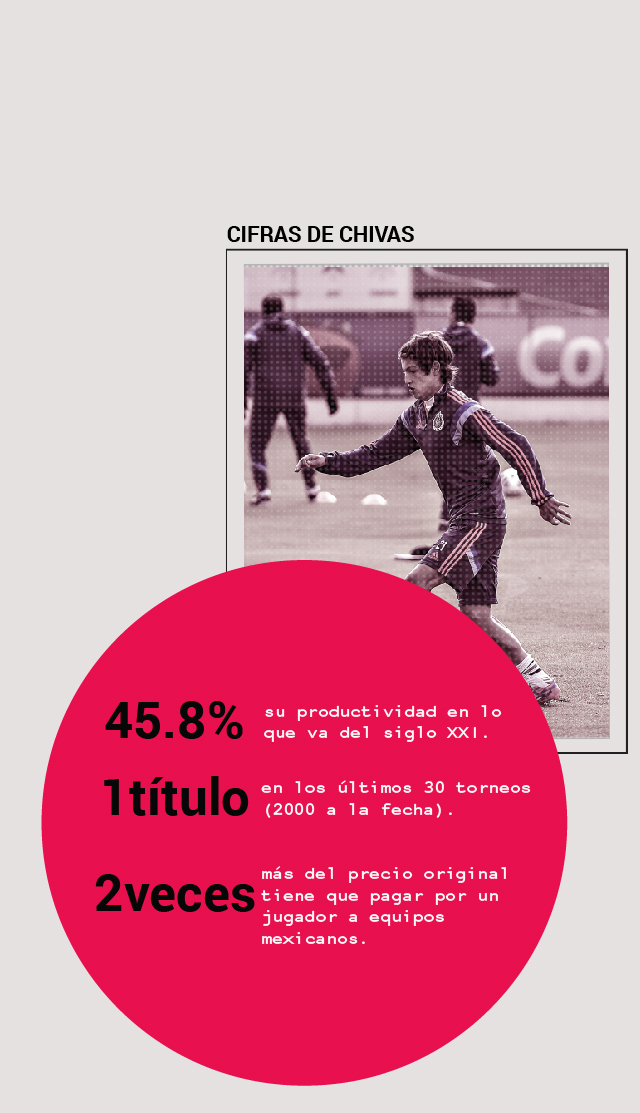 CIFRAS DE CHIVAS
Co
45.8% su productividad en lo
que va del siglo XXI.
1título en los últimos 30 torneos
(2000 a la fecha).
2veces más del precio original
tiene que pagar por un
jugador a equipos
mexicanos.